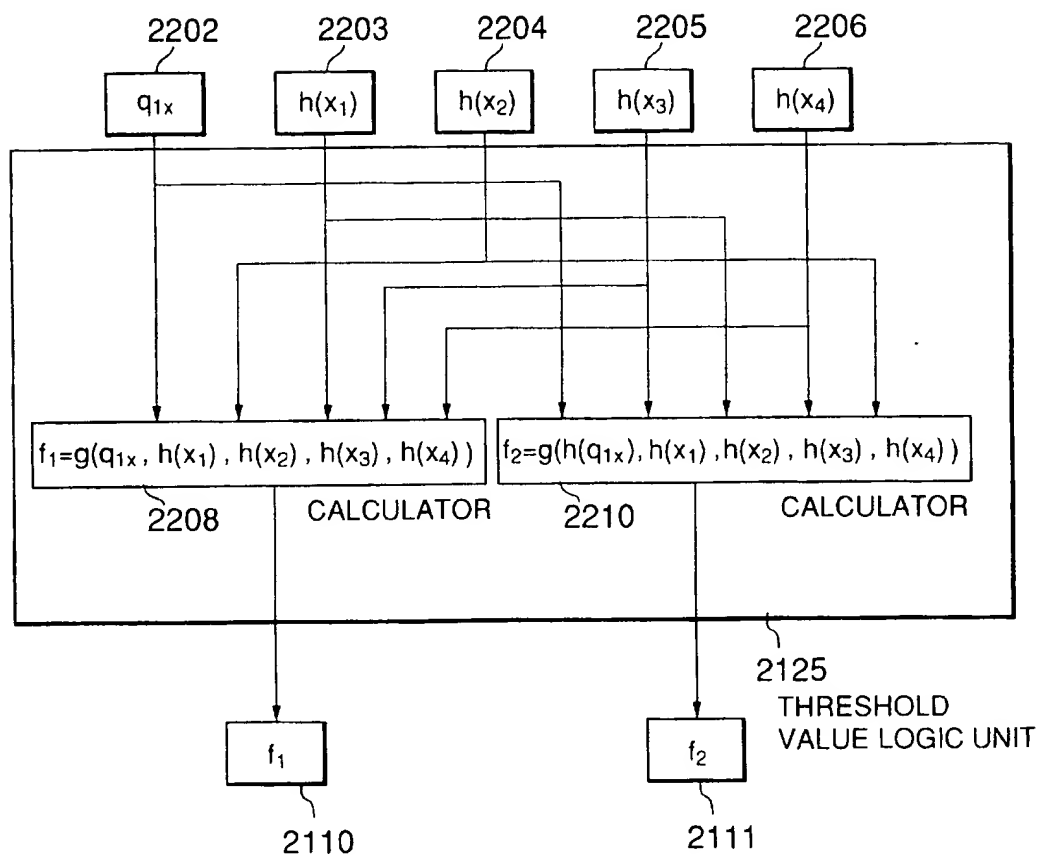 2202 2203 2204 2205 2206
q1x h(x1) h(x2) h(x3) h(x4)
f1=g(q1x, h(x1), h(x2), h(x3), h(x4)) f2=g(h(q1x), h(x1), h(x2), h(x3), h(x4))
2208 CALCULATOR 2210 CALCULATOR
2125
THRESHOLD
VALUE LOGIC UNIT
f1 f2
2110 2111